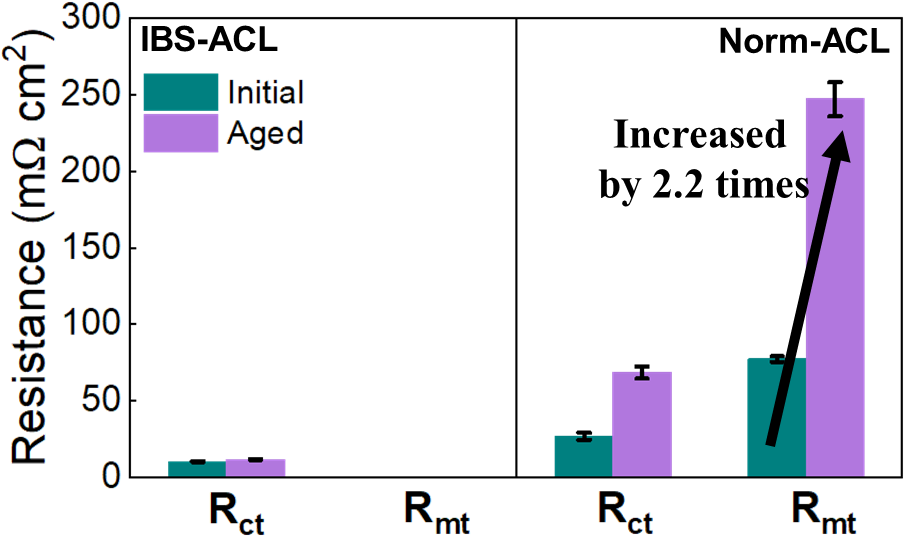 IBS-ACL
Norm-ACL
Initial
Aged
Increased
by 2.2 times
Resistance (mΩ cm²)
300
250
200
150
100
50
0
Rct
Rmt
Rct
Rmt